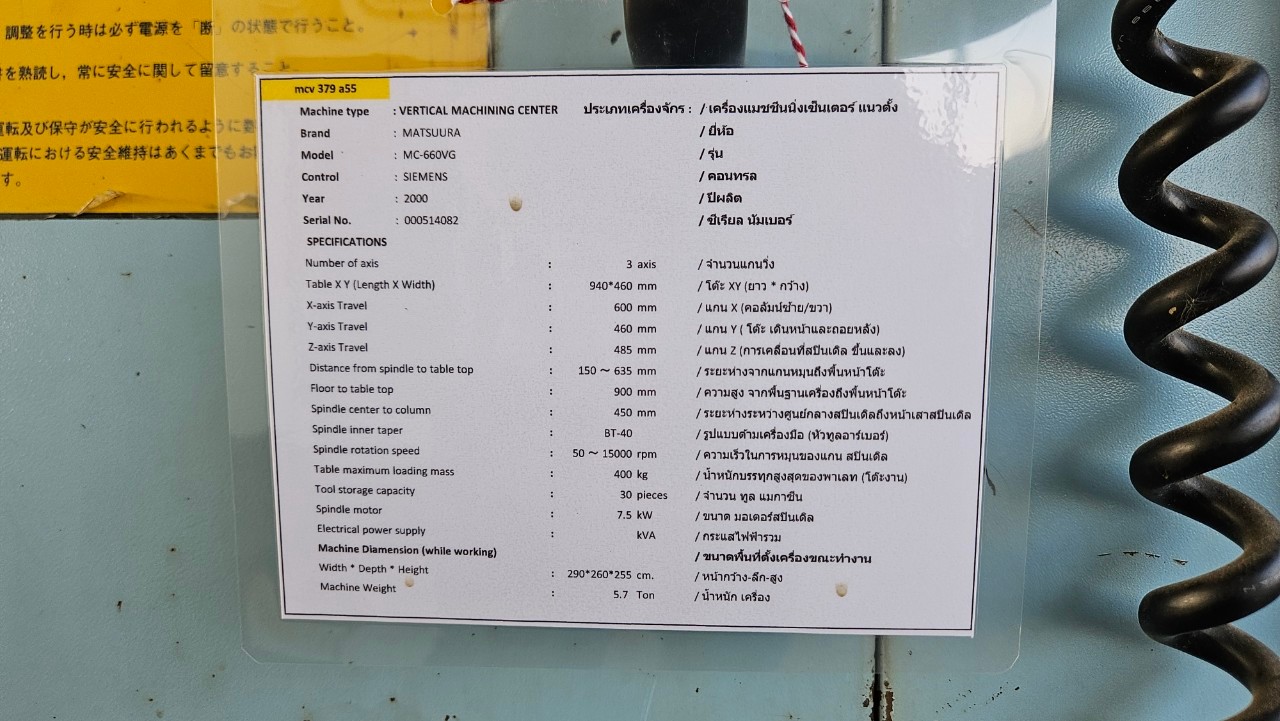 調整を行う時は必ず電源を「断」の状態で行うこと。
を熟読し，常に安全に関して留意すること
運転及び保守が安全に行われるように
運転における安全維持はあくまでもお
す。
mcv 379 a55
Machine type : VERTICAL MACHINING CENTER ประเภทเครื่องจักร : / เครื่องแมชชีนนิ่งเซ็นเตอร์ แนวตั้ง
Brand : MATSUURA / ยี่ห้อ
Model : MC-660VG / รุ่น
Control : SIEMENS / คอนทรล
Year : 2000 / ปีผลิต
Serial No. : 000514082 / ซีเรียล นัมเบอร์
SPECIFICATIONS
Number of axis : 3 axis / จำนวนแกนวิ่ง
Table X Y (Length X Width) : 940*460 mm / โต๊ะ XY (ยาว * กว้าง)
X-axis Travel 600 mm / แกน X (คอลัมน์ซ้าย/ขวา)
Y-axis Travel : 460 mm / แกน Y ( โต๊ะ เดินหน้าและถอยหลัง)
Z-axis Travel : 485 mm / แกน Z (การเคลื่อนที่สปินเดิล ขึ้นและลง)
Distance from spindle to table top : 150 ～ 635 mm / ระยะห่างจากแกนหมุนถึงพื้นหน้าโต๊ะ
Floor to table top : 900 mm / ความสูง จากพื้นฐานเครื่องถึงพื้นหน้าโต๊ะ
Spindle center to column : 450 mm / ระยะห่างระหว่างศูนย์กลางสปินเดิลถึงหน้าเสาสปินเดิล
Spindle inner taper : BT-40 / รูปแบบด้ามเครื่องมือ (หัวทูลอาร์เบอร์)
Spindle rotation speed : 50 ～ 15000 rpm / ความเร็วในการหมุนของแกน สปินเดิล
Table maximum loading mass : 400 kg / น้ำหนักบรรทุกสูงสุดของพาเลท (โต๊ะงาน)
Tool storage capacity : 30 pieces / จำนวน ทูล แมกาซีน
Spindle motor : 7.5 kW / ขนาด มอเตอร์สปินเดิล
Electrical power supply : kVA / กระแสไฟฟ้ารวม
Machine Diamension (while working) / ขนาดพื้นที่ตั้งเครื่องขณะทำงาน
Width * Depth * Height : 290*260*255 cm. / หน้ากว้าง-ลึก-สูง
Machine Weight : 5.7 Ton / น้ำหนัก เครื่อง